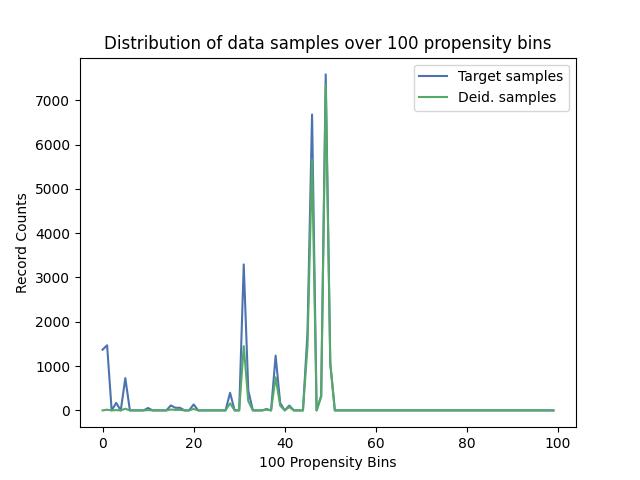 Distribution of data samples over 100 propensity bins
Target samples
Deid. samples
Record Counts
7000
6000
5000
4000
3000
2000
1000
0
0 20 40 60 80 100
100 Propensity Bins